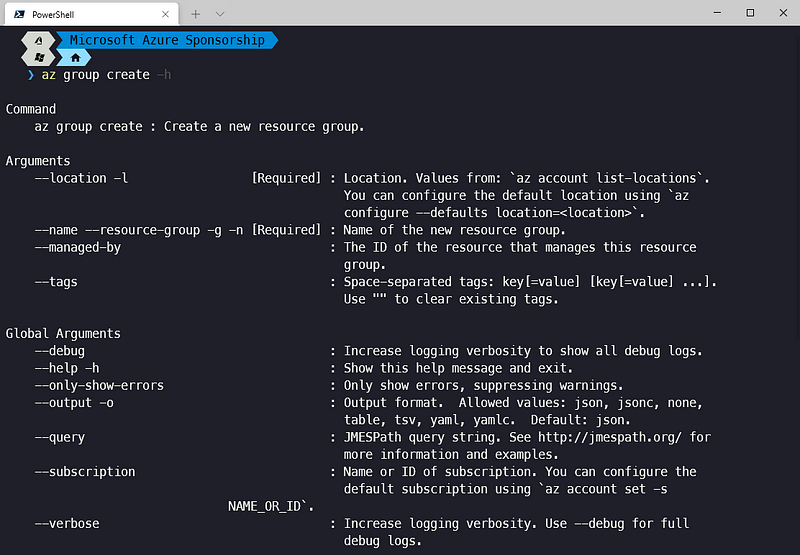 PowerShell
Microsoft Azure Sponsorship
❯ az group create -h
Command
az group create : Create a new resource group.
Arguments
--location -l [Required] : Location. Values from: `az account list-locations`.
You can configure the default location using `az
configure --defaults location=<location>`.
--name --resource-group -g -n [Required] : Name of the new resource group.
--managed-by : The ID of the resource that manages this resource
group.
--tags : Space-separated tags: key[=value] [key[=value] ...].
Use "" to clear existing tags.
Global Arguments
--debug : Increase logging verbosity to show all debug logs.
--help -h : Show this help message and exit.
--only-show-errors : Only show errors, suppressing warnings.
--output -o : Output format.  Allowed values: json, jsonc, none,
table, tsv, yaml, yamlc.  Default: json.
--query : JMESPath query string. See http://jmespath.org/ for
more information and examples.
--subscription : Name or ID of subscription. You can configure the
default subscription using `az account set -s
NAME_OR_ID`.
--verbose : Increase logging verbosity. Use --debug for full
debug logs.